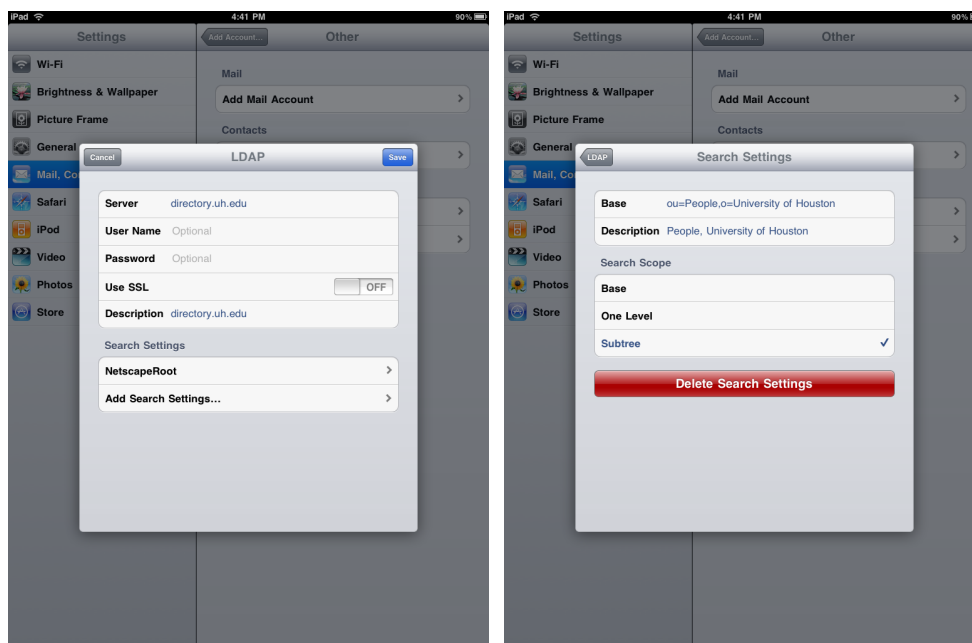 iPad 4:41 PM 90%
Settings Add Account... Other
Wi-Fi
Brightness & Wallpaper
Picture Frame
General
Mail, Co
Safari
iPod
Video
Photos
Store
Mail
Add Mail Account
Contacts
Cancel LDAP Save
Server directory.uh.edu
User Name Optional
Password Optional
Use SSL OFF
Description directory.uh.edu
Search Settings
NetscapeRoot
Add Search Settings...
iPad 4:41 PM 90%
Settings Add Account... Other
Wi-Fi
Brightness & Wallpaper
Picture Frame
General
Mail, Co
Safari
iPod
Video
Photos
Store
Mail
Add Mail Account
Contacts
LDAP Search Settings
Base ou=People,o=University of Houston
Description People, University of Houston
Search Scope
Base
One Level
Subtree
Delete Search Settings